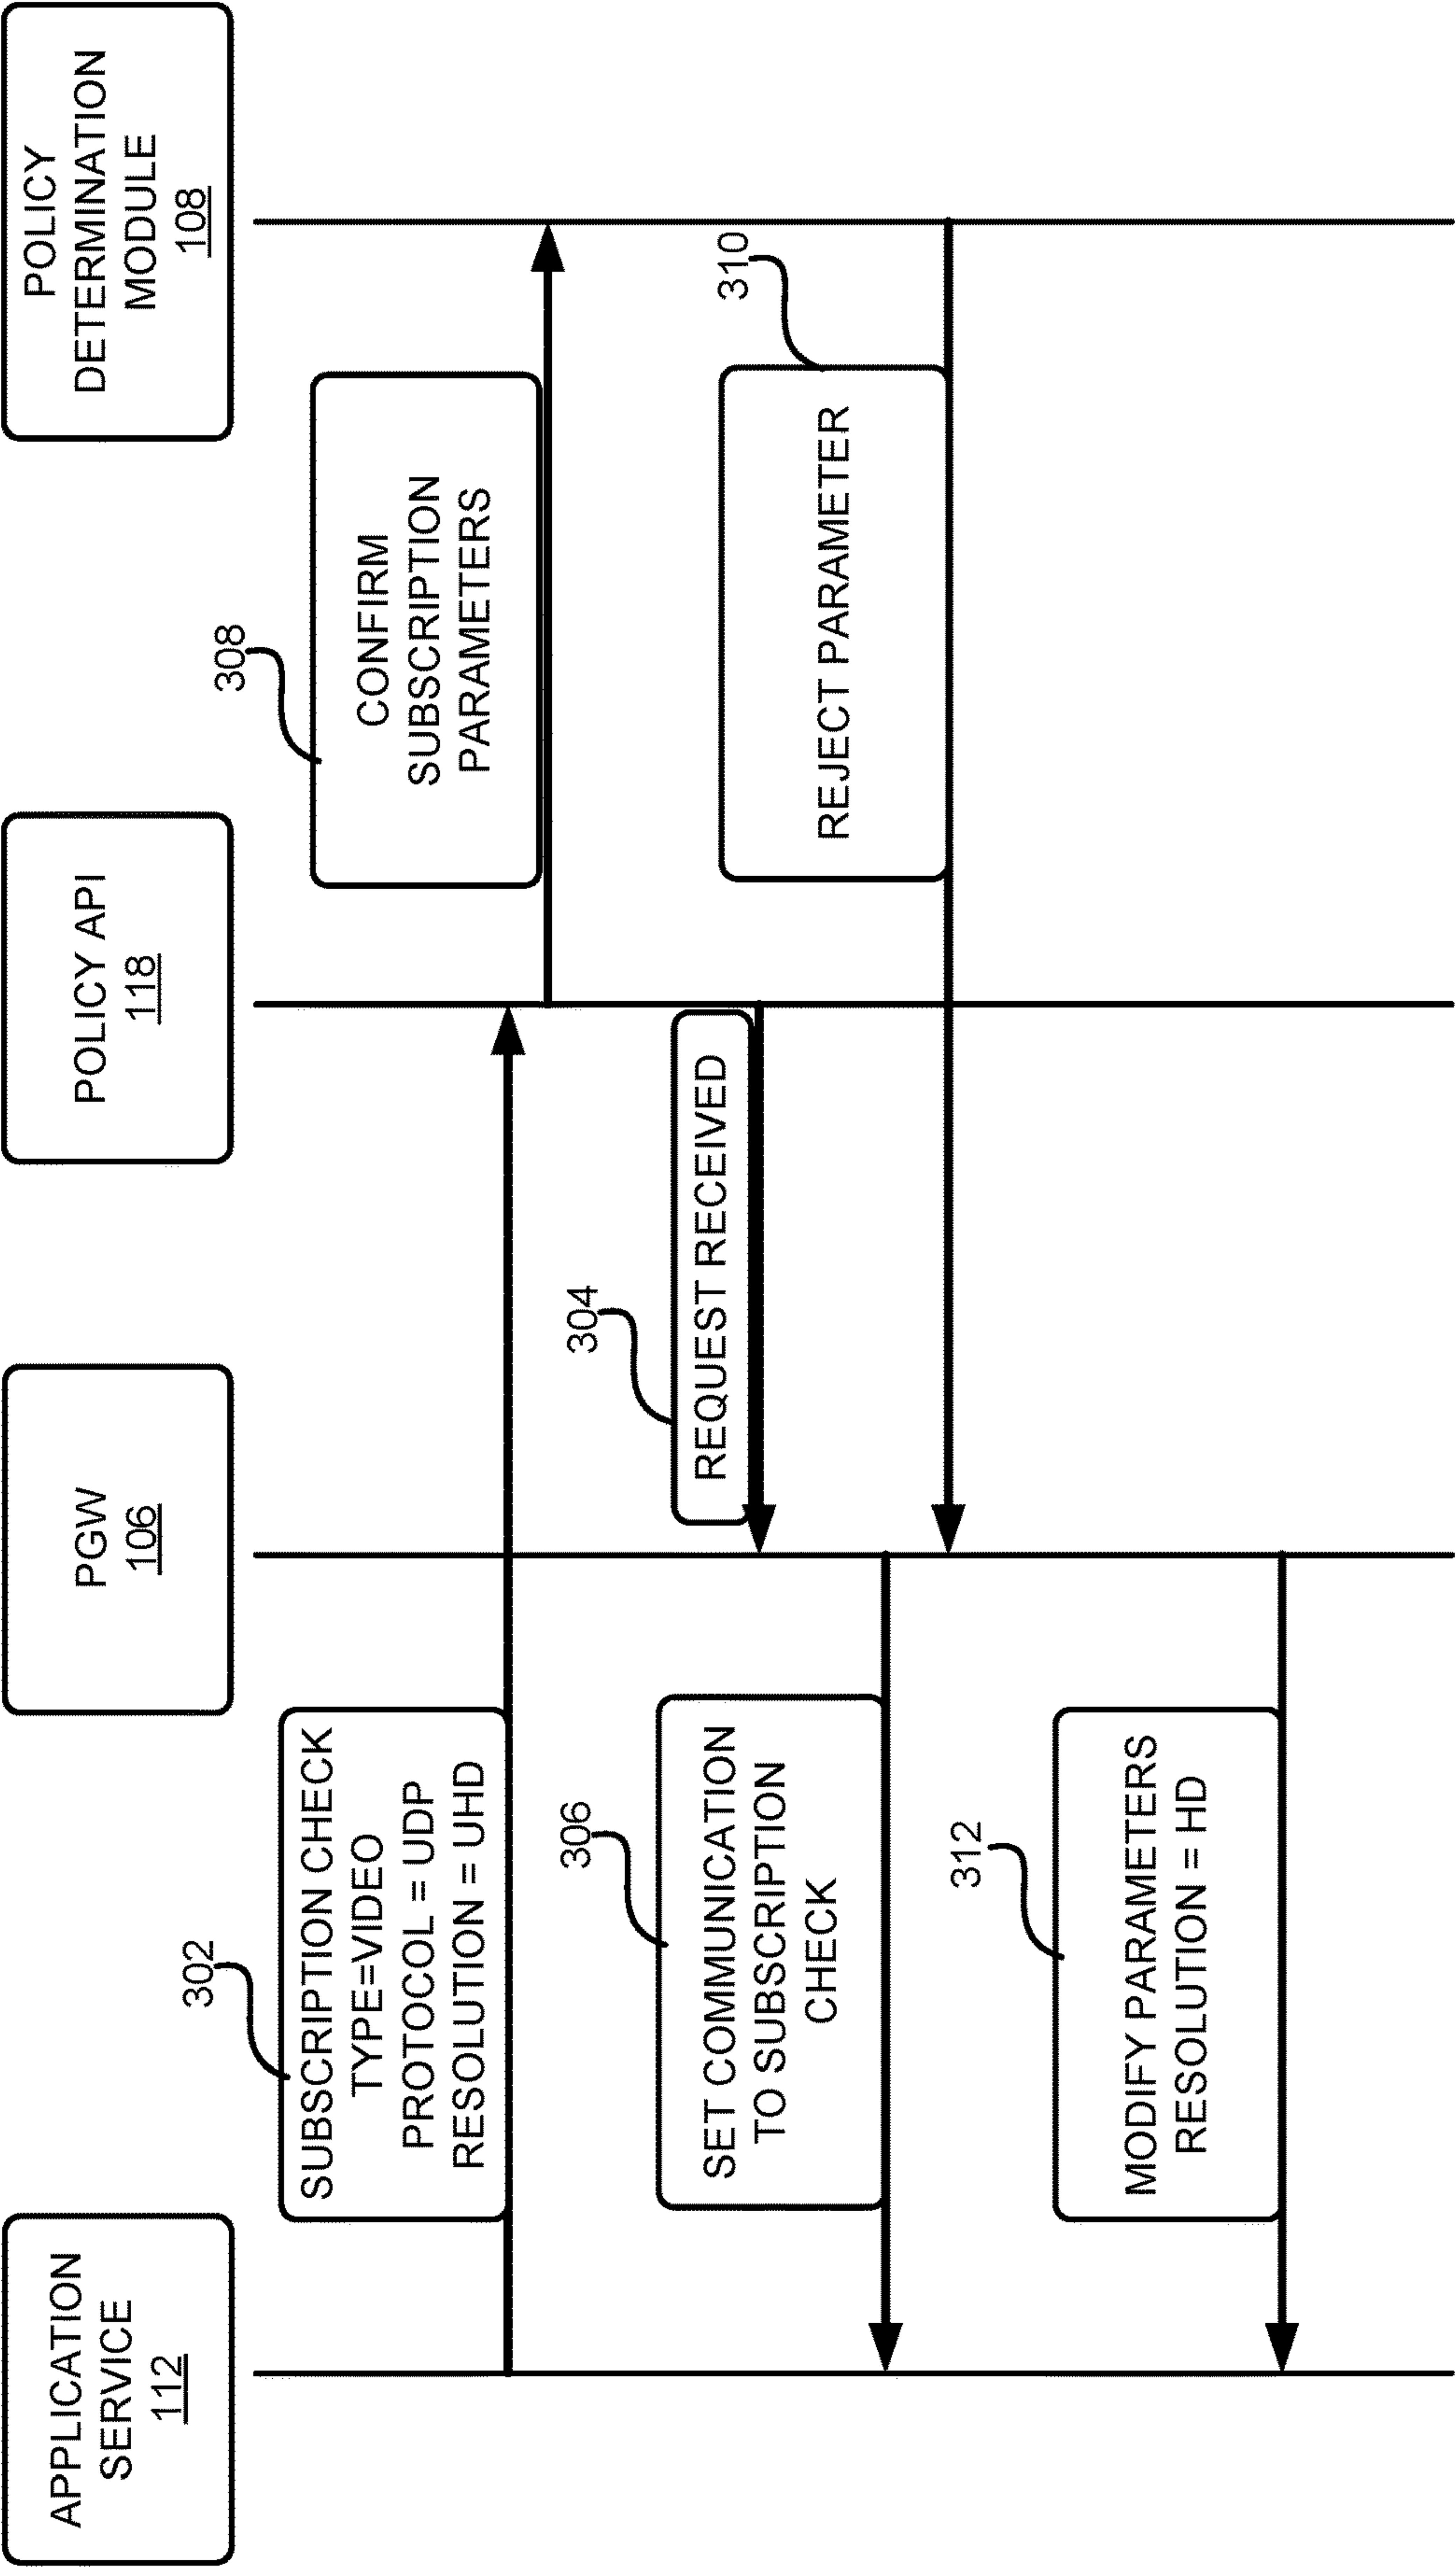 APPLICATION
SERVICE
112
PGW
106
POLICY API
118
POLICY
DETERMINATION
MODULE
108
302
SUBSCRIPTION CHECK
TYPE=VIDEO
PROTOCOL = UDP
RESOLUTION = UHD
308
CONFIRM
SUBSCRIPTION
PARAMETERS
304
REQUEST RECEIVED
306
SET COMMUNICATION
TO SUBSCRIPTION
CHECK
310
REJECT PARAMETER
312
MODIFY PARAMETERS
RESOLUTION = HD